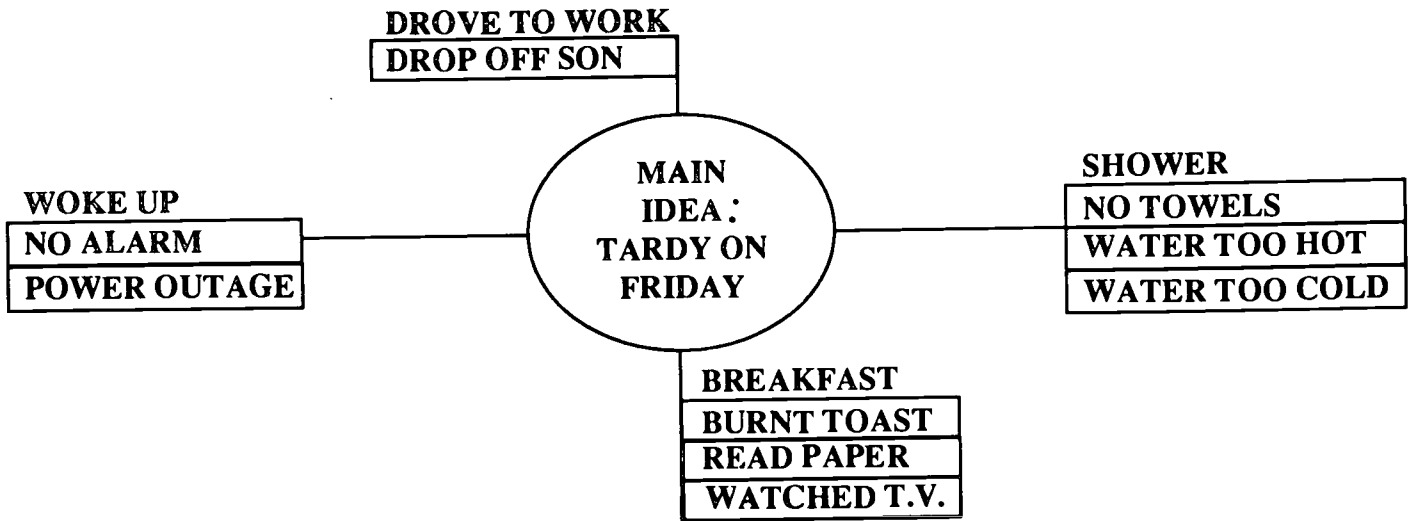 DROVE TO WORK
DROP OFF SON
MAIN
IDEA:
TARDY ON
FRIDAY
WOKE UP
NO ALARM
POWER OUTAGE
SHOWER
NO TOWELS
WATER TOO HOT
WATER TOO COLD
BREAKFAST
BURNT TOAST
READ PAPER
WATCHED T.V.